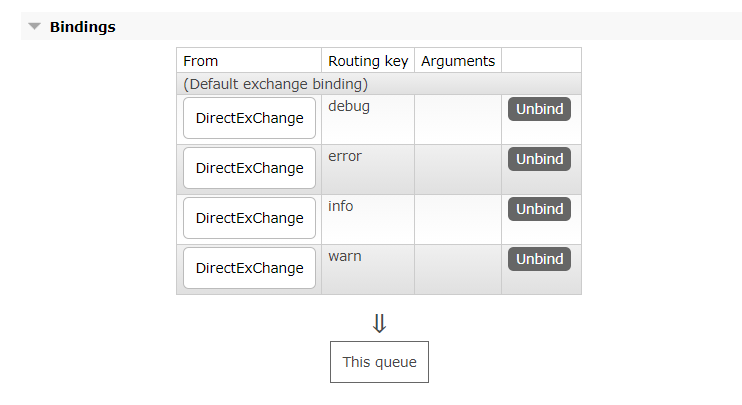 Bindings
From Routing key Arguments
(Default exchange binding)
DirectExChange debug Unbind
DirectExChange error Unbind
DirectExChange info Unbind
DirectExChange warn Unbind
⇓
This queue